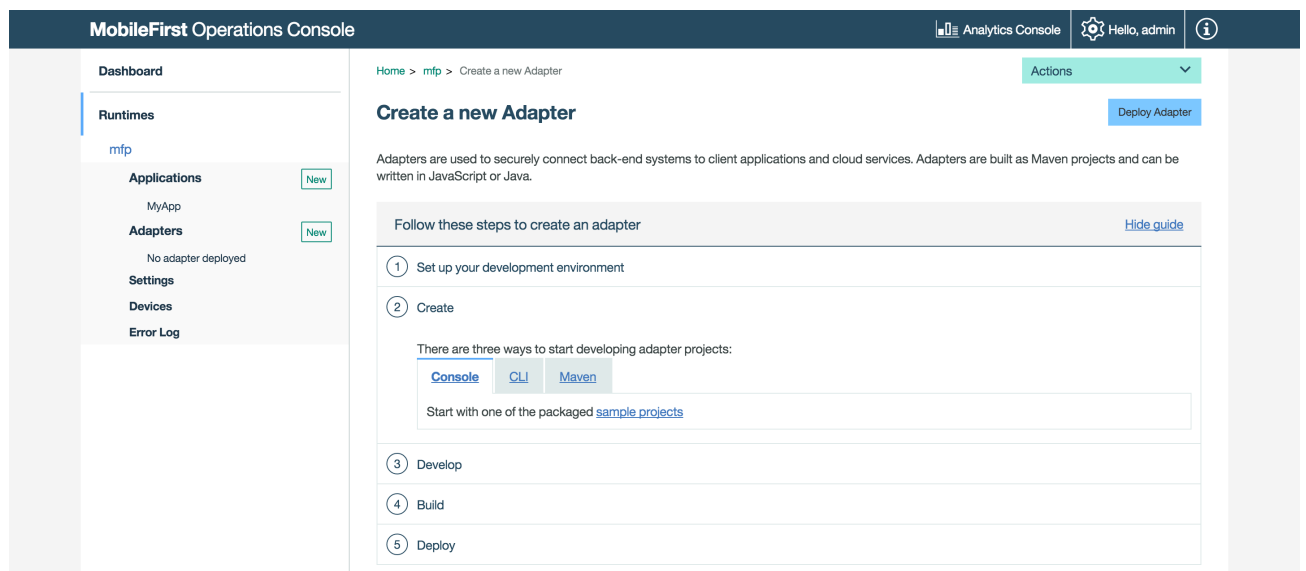 MobileFirst Operations Console
Analytics Console
Hello, admin
Dashboard
Runtimes
mfp
Applications New
MyApp
Adapters New
No adapter deployed
Settings
Devices
Error Log
Home > mfp > Create a new Adapter
Actions
Create a new Adapter
Deploy Adapter
Adapters are used to securely connect back-end systems to client applications and cloud services. Adapters are built as Maven projects and can be
written in JavaScript or Java.
Follow these steps to create an adapter
Hide guide
1 Set up your development environment
2 Create
There are three ways to start developing adapter projects:
Console CLI Maven
Start with one of the packaged sample projects
3 Develop
4 Build
5 Deploy